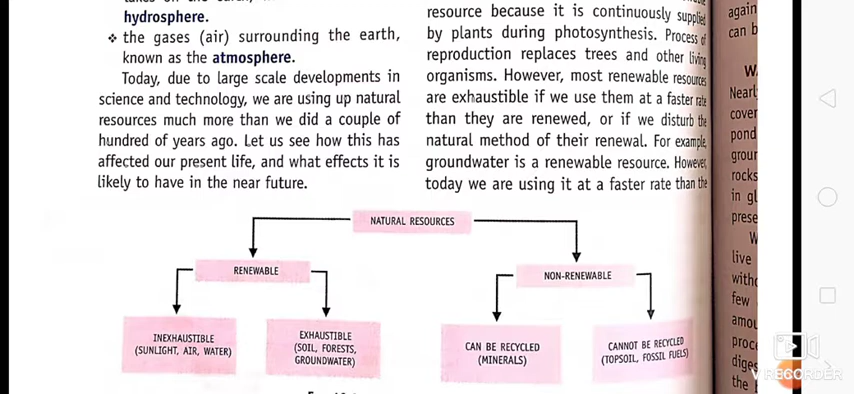 hydrosphere.
❖ the gases (air) surrounding the earth,
known as the atmosphere.
Today, due to large scale developments in
science and technology, we are using up natural
resources much more than we did a couple of
hundred of years ago. Let us see how this has
affected our present life, and what effects it is
likely to have in the near future.
resource because it is continuously supplied
by plants during photosynthesis. Process of
reproduction replaces trees and other living
organisms. However, most renewable resources
are exhaustible if we use them at a faster rate
than they are renewed, or if we disturb the
natural method of their renewal. For example,
groundwater is a renewable resource. However,
today we are using it at a faster rate than the
NATURAL RESOURCES
RENEWABLE
NON-RENEWABLE
INEXHAUSTIBLE
(SUNLIGHT, AIR, WATER)
EXHAUSTIBLE
(SOIL, FORESTS,
GROUNDWATER)
CAN BE RECYCLED
(MINERALS)
CANNOT BE RECYCLED
(TOPSOIL, FOSSIL FUELS)
again
can b
W
Nearl
cover
pond
grour
rocks
in gl
prese
W
live
witho
few
amou
proc
diges
the
V RECORDER